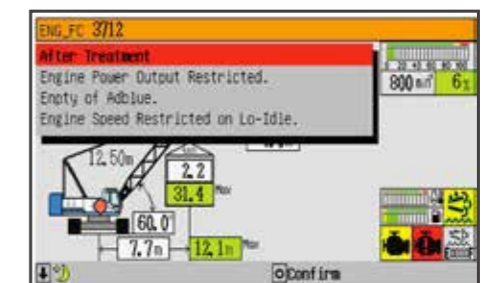 ENG_FC 3712
After Treatment
Engine Power Output Restricted.
Enpty of Adblue.
Engine Speed Restricted on Lo-Idle.
800 6%
12.50m
2.2
31.4 Max
60.0°
7.7m 12.1m Max
Confirm